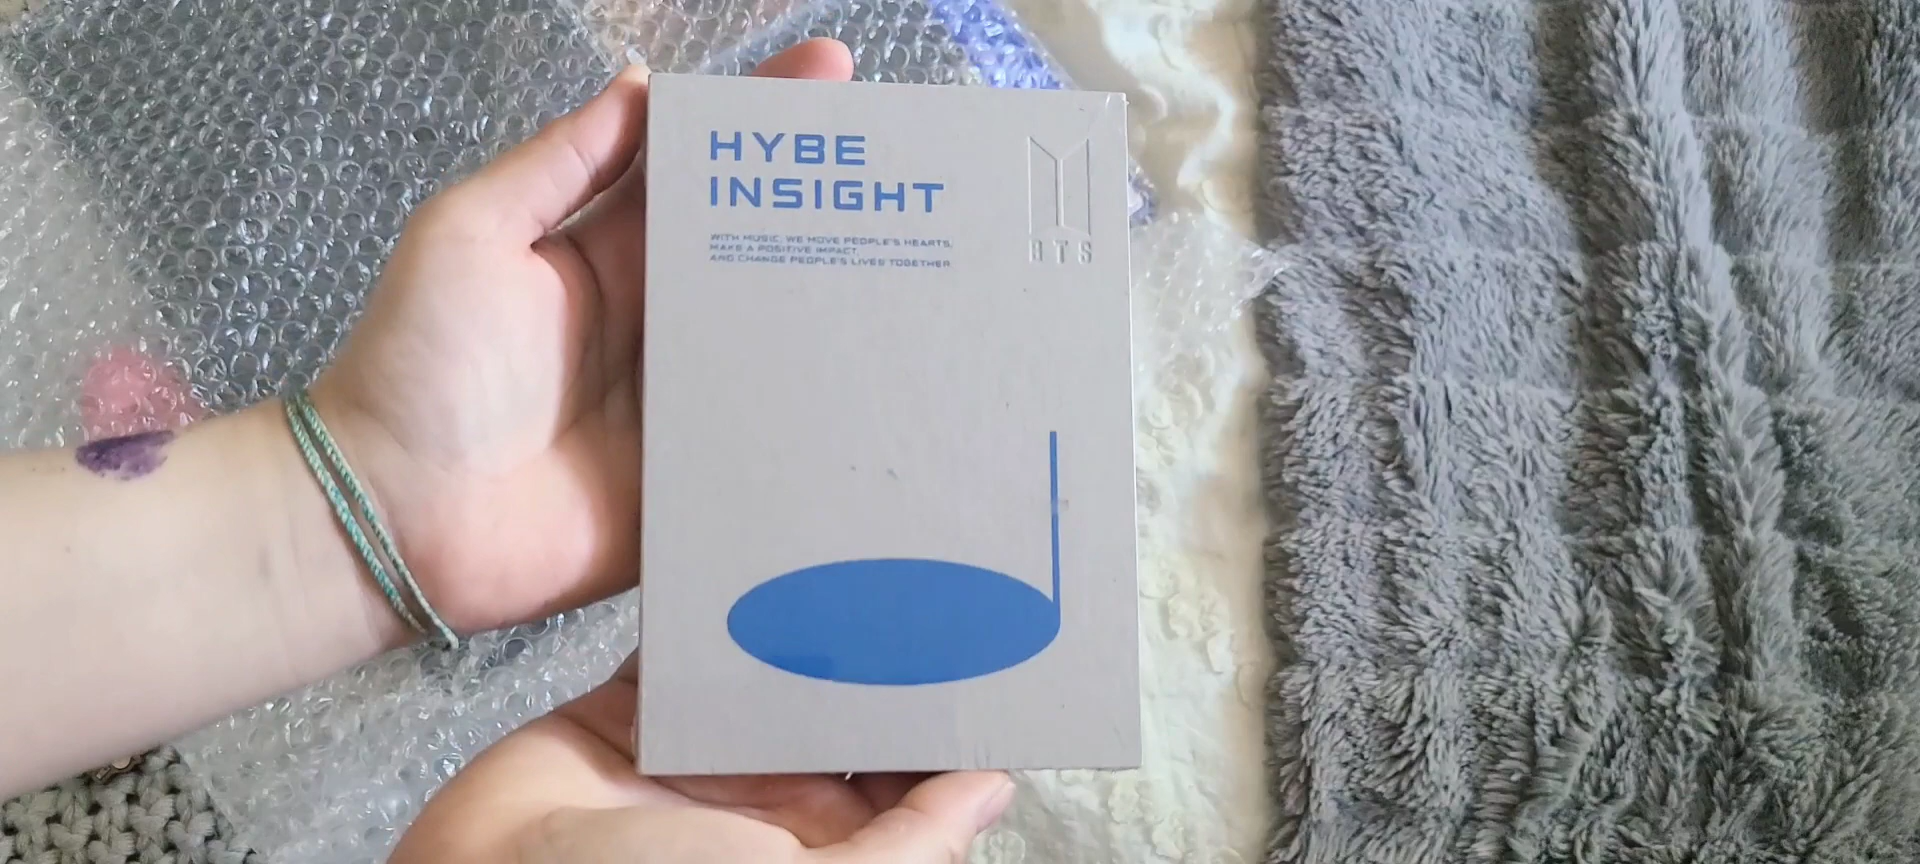 HYBE
INSIGHT
WITH MUSIC, WE MOVE PEOPLE'S HEARTS,
MAKE A POSITIVE IMPACT,
AND CHANGE PEOPLE'S LIVES TOGETHER
BTS